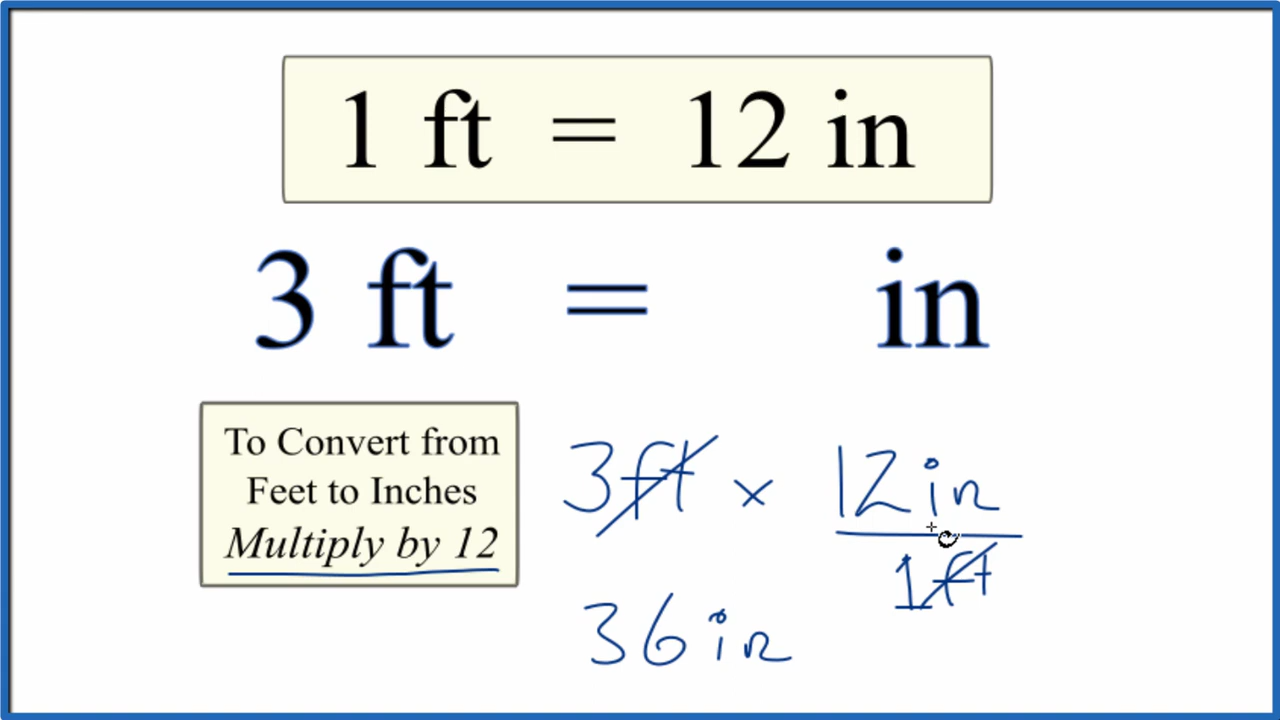 1 ft = 12 in
3 ft = in
To Convert from
Feet to Inches
Multiply by 12
3ft × 12in
1ft
36in